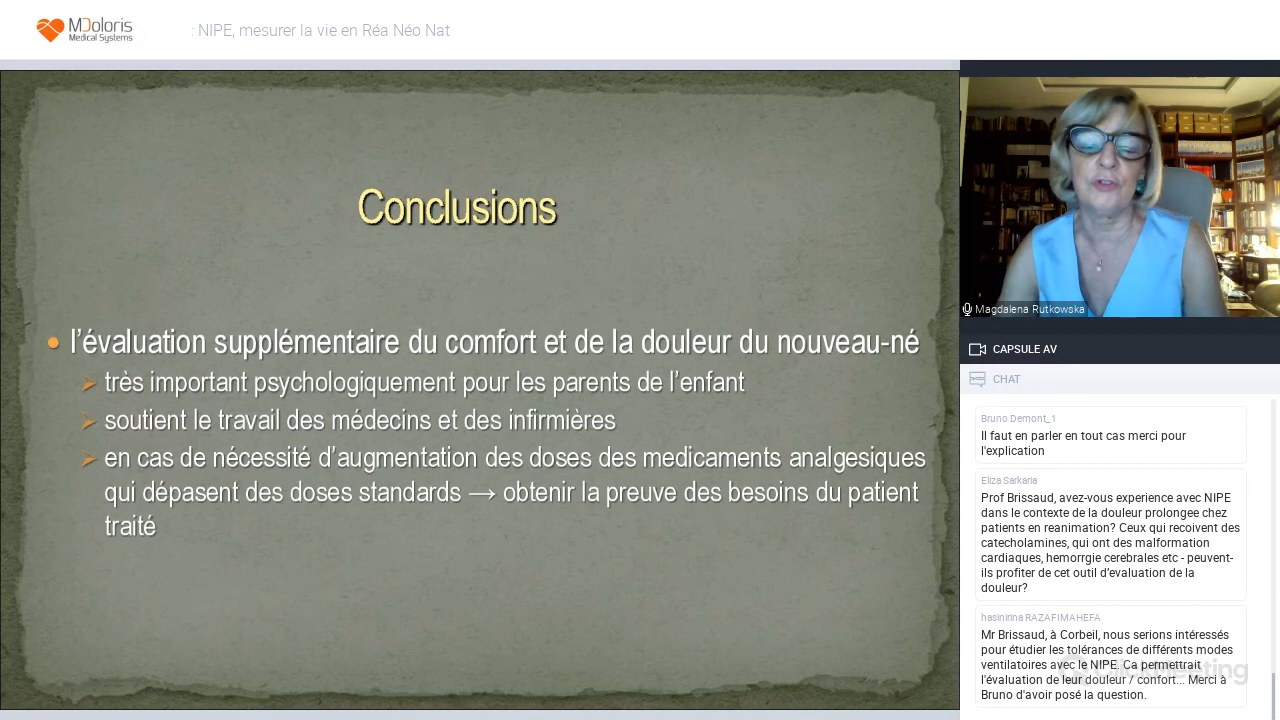 MDoloris
Medical Systems
: NIPE, mesurer la vie en Réa Néo Nat
Conclusions
• l'évaluation supplémentaire du comfort et de la douleur du nouveau-né
➢ très important psychologiquement pour les parents de l'enfant
➢ soutient le travail des médecins et des infirmières
➢ en cas de nécessité d'augmentation des doses des medicaments analgesiques
qui dépasent des doses standards → obtenir la preuve des besoins du patient
traité
Magdalena Rutkowska
CAPSULE AV
CHAT
Bruno Demont_1
Il faut en parler en tout cas merci pour
l'explication
Eliza Sarkaria
Prof Brissaud, avez-vous experience avec NIPE
dans le contexte de la douleur prolongee chez
patients en reanimation? Ceux qui recoivent des
catecholamines, qui ont des malformation
cardiaques, hemorrgie cerebrales etc - peuvent-
ils profiter de cet outil d'evaluation de la
douleur?
hasinirina RAZAFIMAHEFA
Mr Brissaud, à Corbeil, nous serions intéressés
pour étudier les tolérances de différents modes
ventilatoires avec le NIPE. Ca permettrait
l'évaluation de leur douleur / confort... Merci à
Bruno d'avoir posé la question.
ClickMeeting